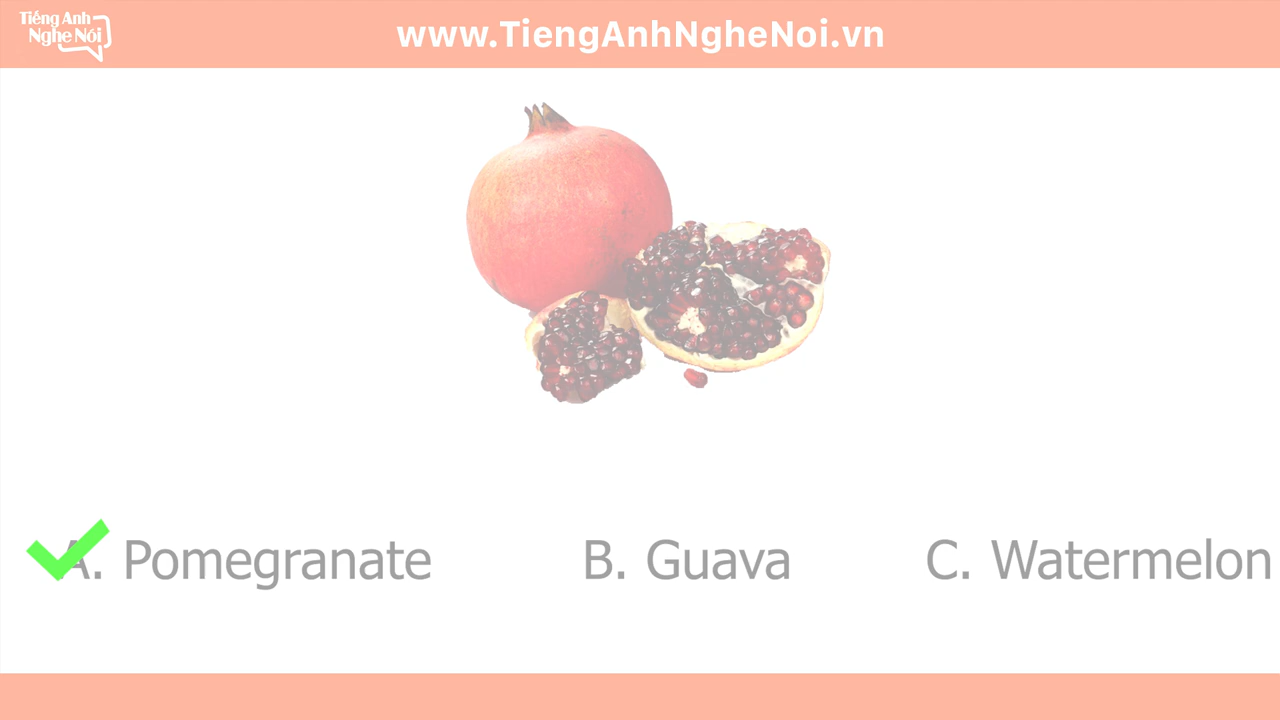 Tiếng Anh
Nghe Nói
www.TiengAnhNgheNoi.vn
A. Pomegranate
B. Guava
C. Watermelon